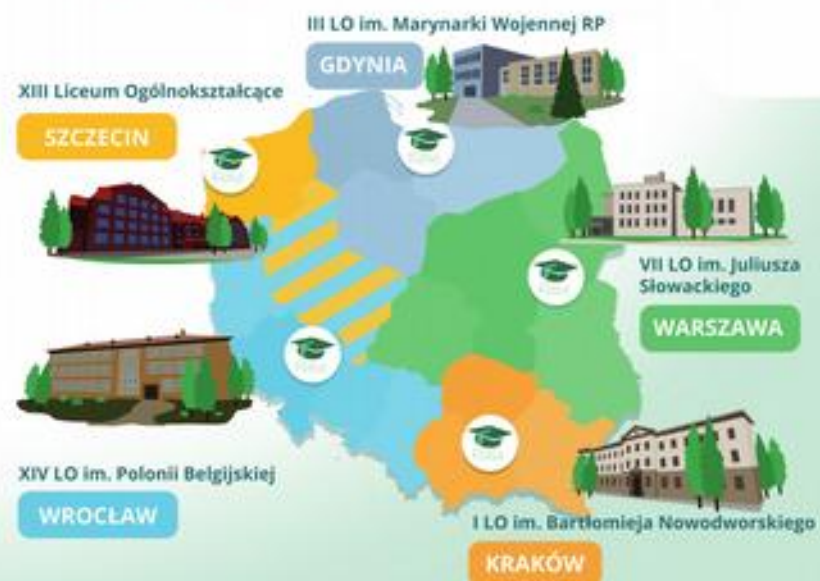 III LO im. Marynarki Wojennej RP
GDYNIA
XIII Liceum Ogólnokształcące
SZCZECIN
VII LO im. Juliusza
Słowackiego
WARSZAWA
XIV LO im. Polonii Belgijskiej
WROCŁAW
I LO im. Bartłomieja Nowodworskiego
KRAKÓW